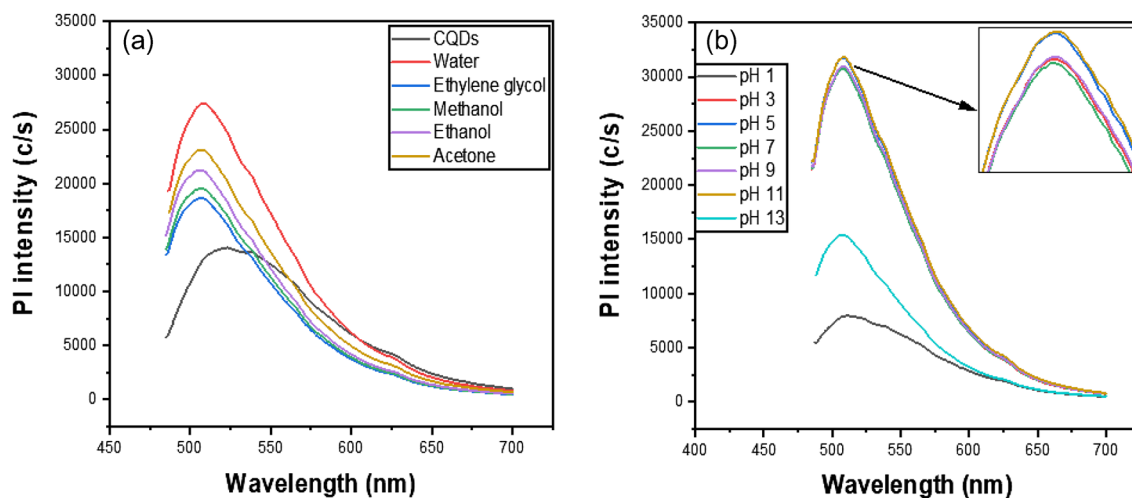 (a)
CQDs
Water
Ethylene glycol
Methanol
Ethanol
Acetone
35000
30000
25000
20000
15000
10000
5000
0
PI intensity (c/s)
450 500 550 600 650 700
Wavelength (nm)
(b)
pH 1
pH 3
pH 5
pH 7
pH 9
pH 11
pH 13
35000
30000
25000
20000
15000
10000
5000
0
PI intensity (c/s)
400 450 500 550 600 650 700
Wavelength (nm)